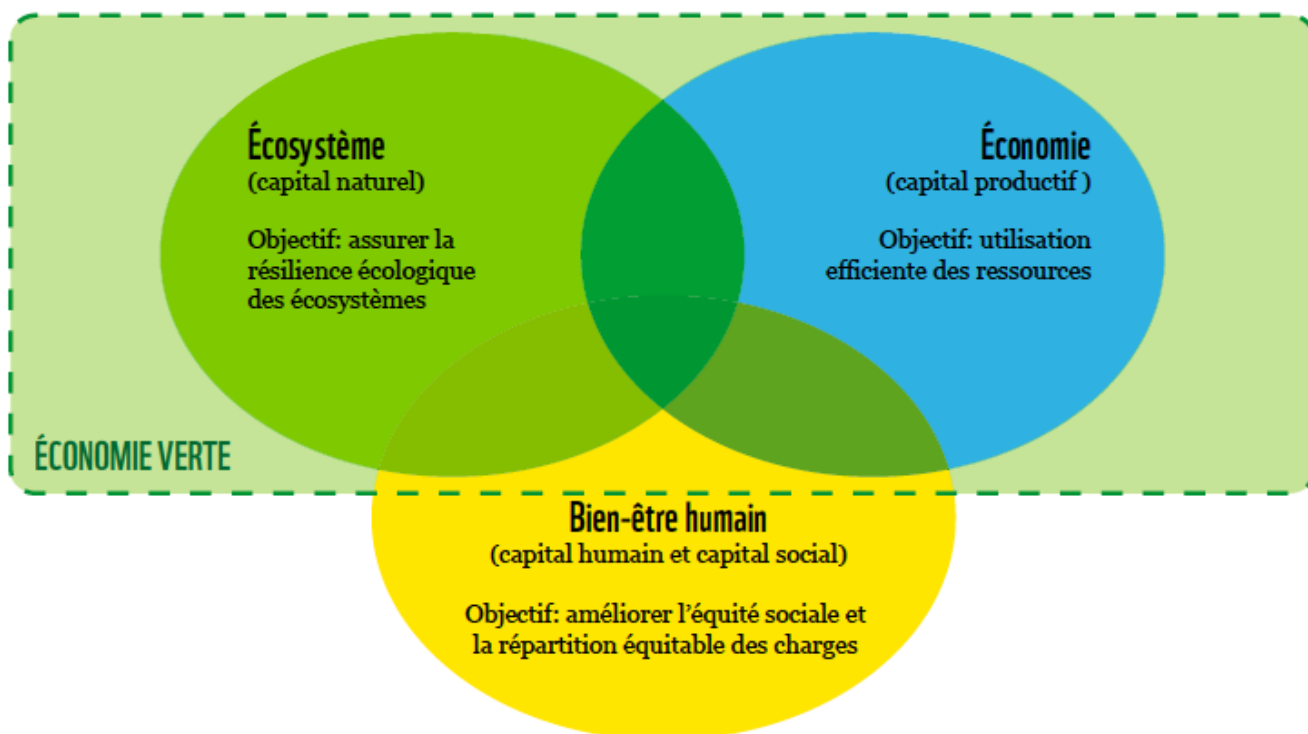 Écosystème
(capital naturel)
Objectif: assurer la
résilience écologique
des écosystèmes
Économie
(capital productif )
Objectif: utilisation
efficiente des ressources
ÉCONOMIE VERTE
Bien-être humain
(capital humain et capital social)
Objectif: améliorer l'équité sociale et
la répartition équitable des charges